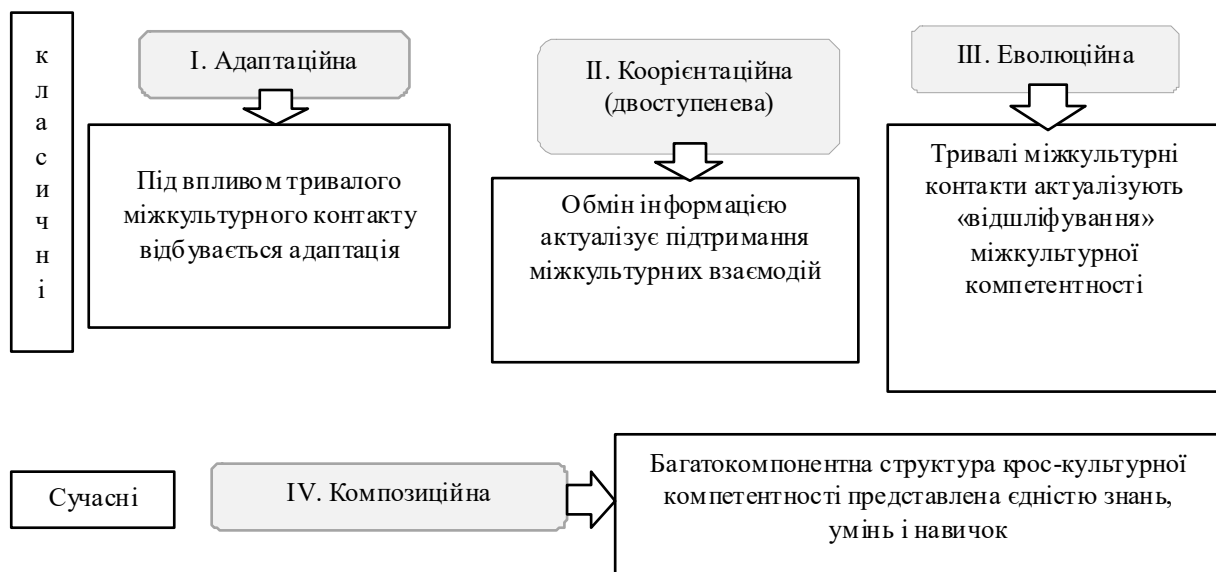 класичні
І. Адаптаційна
Під впливом тривалого
міжкультурного контакту
відбувається адаптація
ІІ. Коорієнтаційна
(двоступенева)
Обмін інформацією
актуалізує підтримання
міжкультурних взаємодій
ІІІ. Еволюційна
Тривалі міжкультурні
контакти актуалізують
«відшліфування»
міжкультурної
компетентності
Сучасні
IV. Композиційна
Багатокомпонентна структура крос-культурної
компетентності представлена єдністю знань,
умінь і навичок